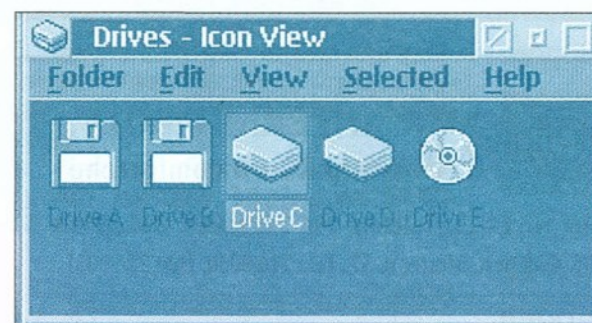 Drives - Icon View
Folder Edit View Selected Help
Drive A Drive B Drive C Drive D Drive E